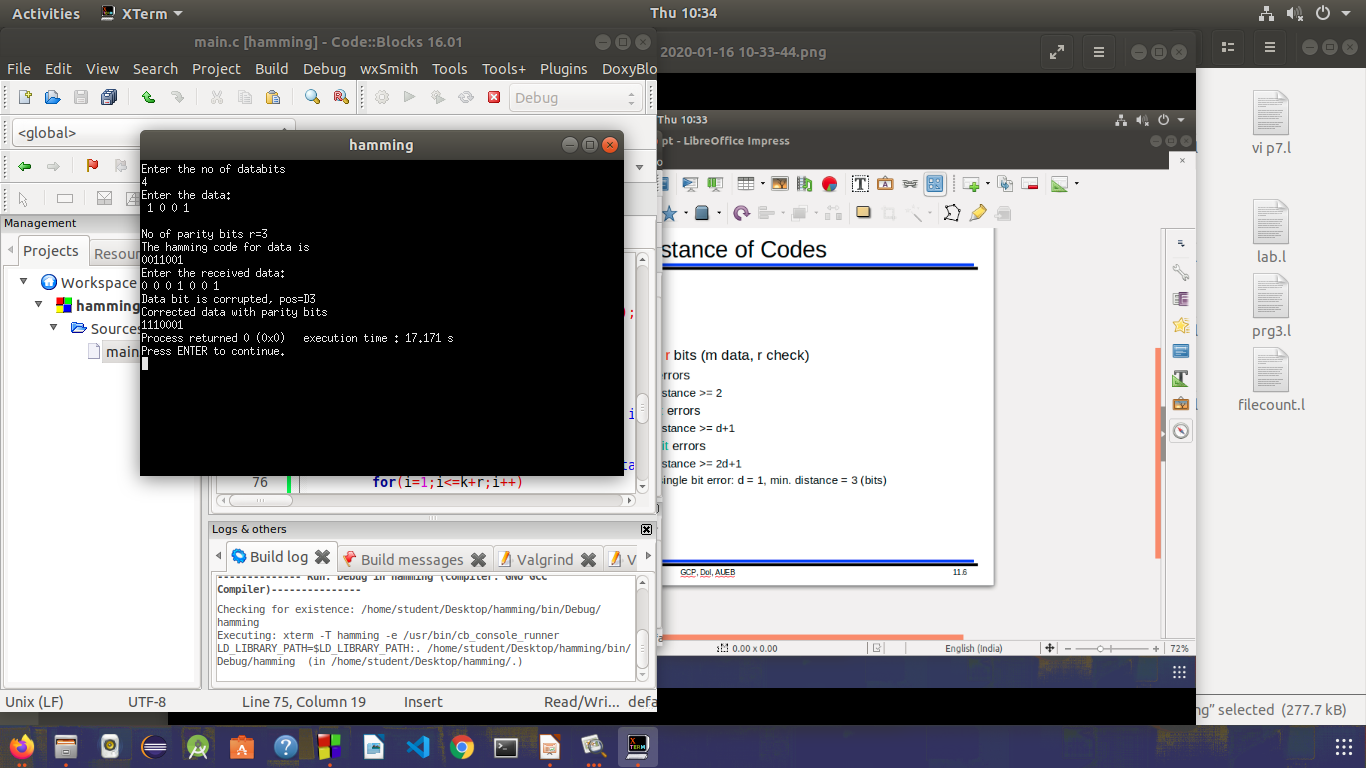 Activities
XTerm
Thu 10:34
main.c [hamming] - Code::Blocks 16.01
File Edit View Search Project Build Debug wxSmith Tools Tools+ Plugins DoxyBlo
Debug
<global>
hamming
Enter the no of databits
4
Enter the data:
1 0 0 1
No of parity bits r=3
The hamming code for data is
0011001
Enter the received data:
0 0 0 1 0 0 1
Data bit is corrupted, pos=D3
Corrected data with parity bits
1110001
Process returned 0 (0x0) execution time : 17.171 s
Press ENTER to continue.
Management
Projects
Resour
Workspace
hamming
Sources
main
76 for(i=1;i<=k+r;i++)
Logs & others
Build log
Build messages
Valgrind
V
-------------- Run: Debug in hamming (compiler: GNU GCC
Compiler)---------------
Checking for existence: /home/student/Desktop/hamming/bin/Debug/
hamming
Executing: xterm -T hamming -e /usr/bin/cb_console_runner
LD_LIBRARY_PATH=$LD_LIBRARY_PATH:. /home/student/Desktop/hamming/bin/
Debug/hamming (in /home/student/Desktop/hamming/.)
Unix (LF) UTF-8 Line 75, Column 19 Insert Read/Wri... defa
2020-01-16 10-33-44.png
Thu 10:33
pt - LibreOffice Impress
stance of Codes
r bits (m data, r check)
rrors
stance >= 2
errors
stance >= d+1
it errors
stance >= 2d+1
single bit error: d = 1, min. distance = 3 (bits)
GCP, DoI, AUEB
11.6
0.00 x 0.00
English (India)
72%
vi p7.l
lab.l
prg3.l
filecount.l
ng" selected (277.7 kB)